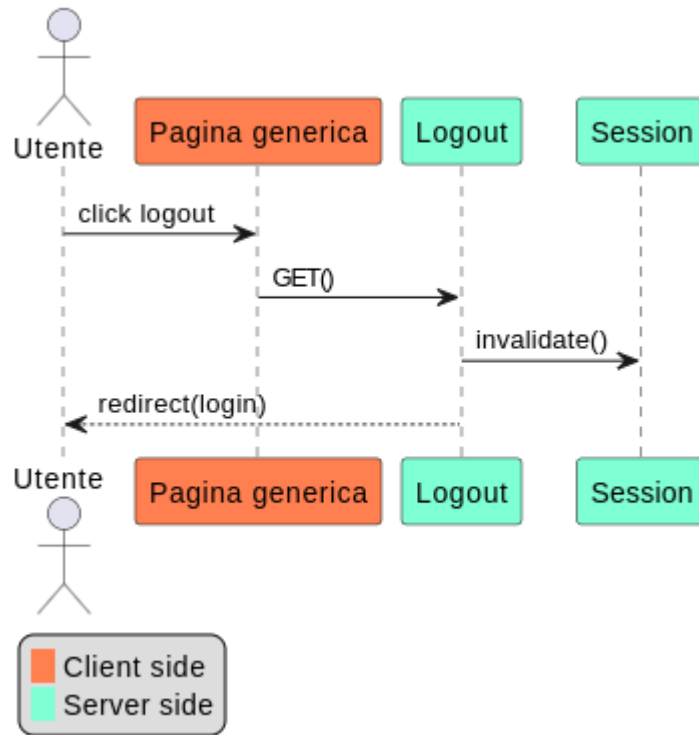 Utente
Pagina generica
Logout
Session
click logout
GET()
invalidate()
redirect(login)
Utente
Pagina generica
Logout
Session
Client side
Server side